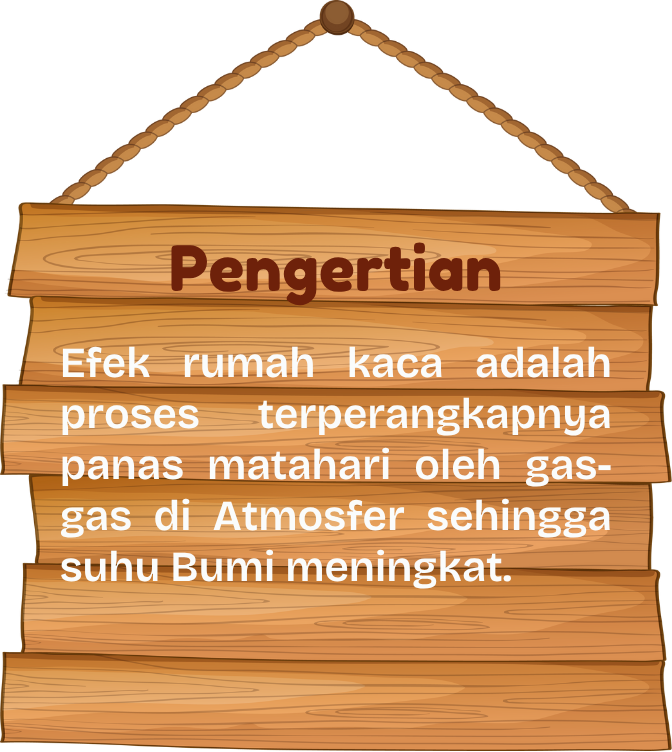 Pengertian
Efek rumah kaca adalah
proses terperangkapnya
panas matahari oleh gas-
gas di Atmosfer sehingga
suhu Bumi meningkat.